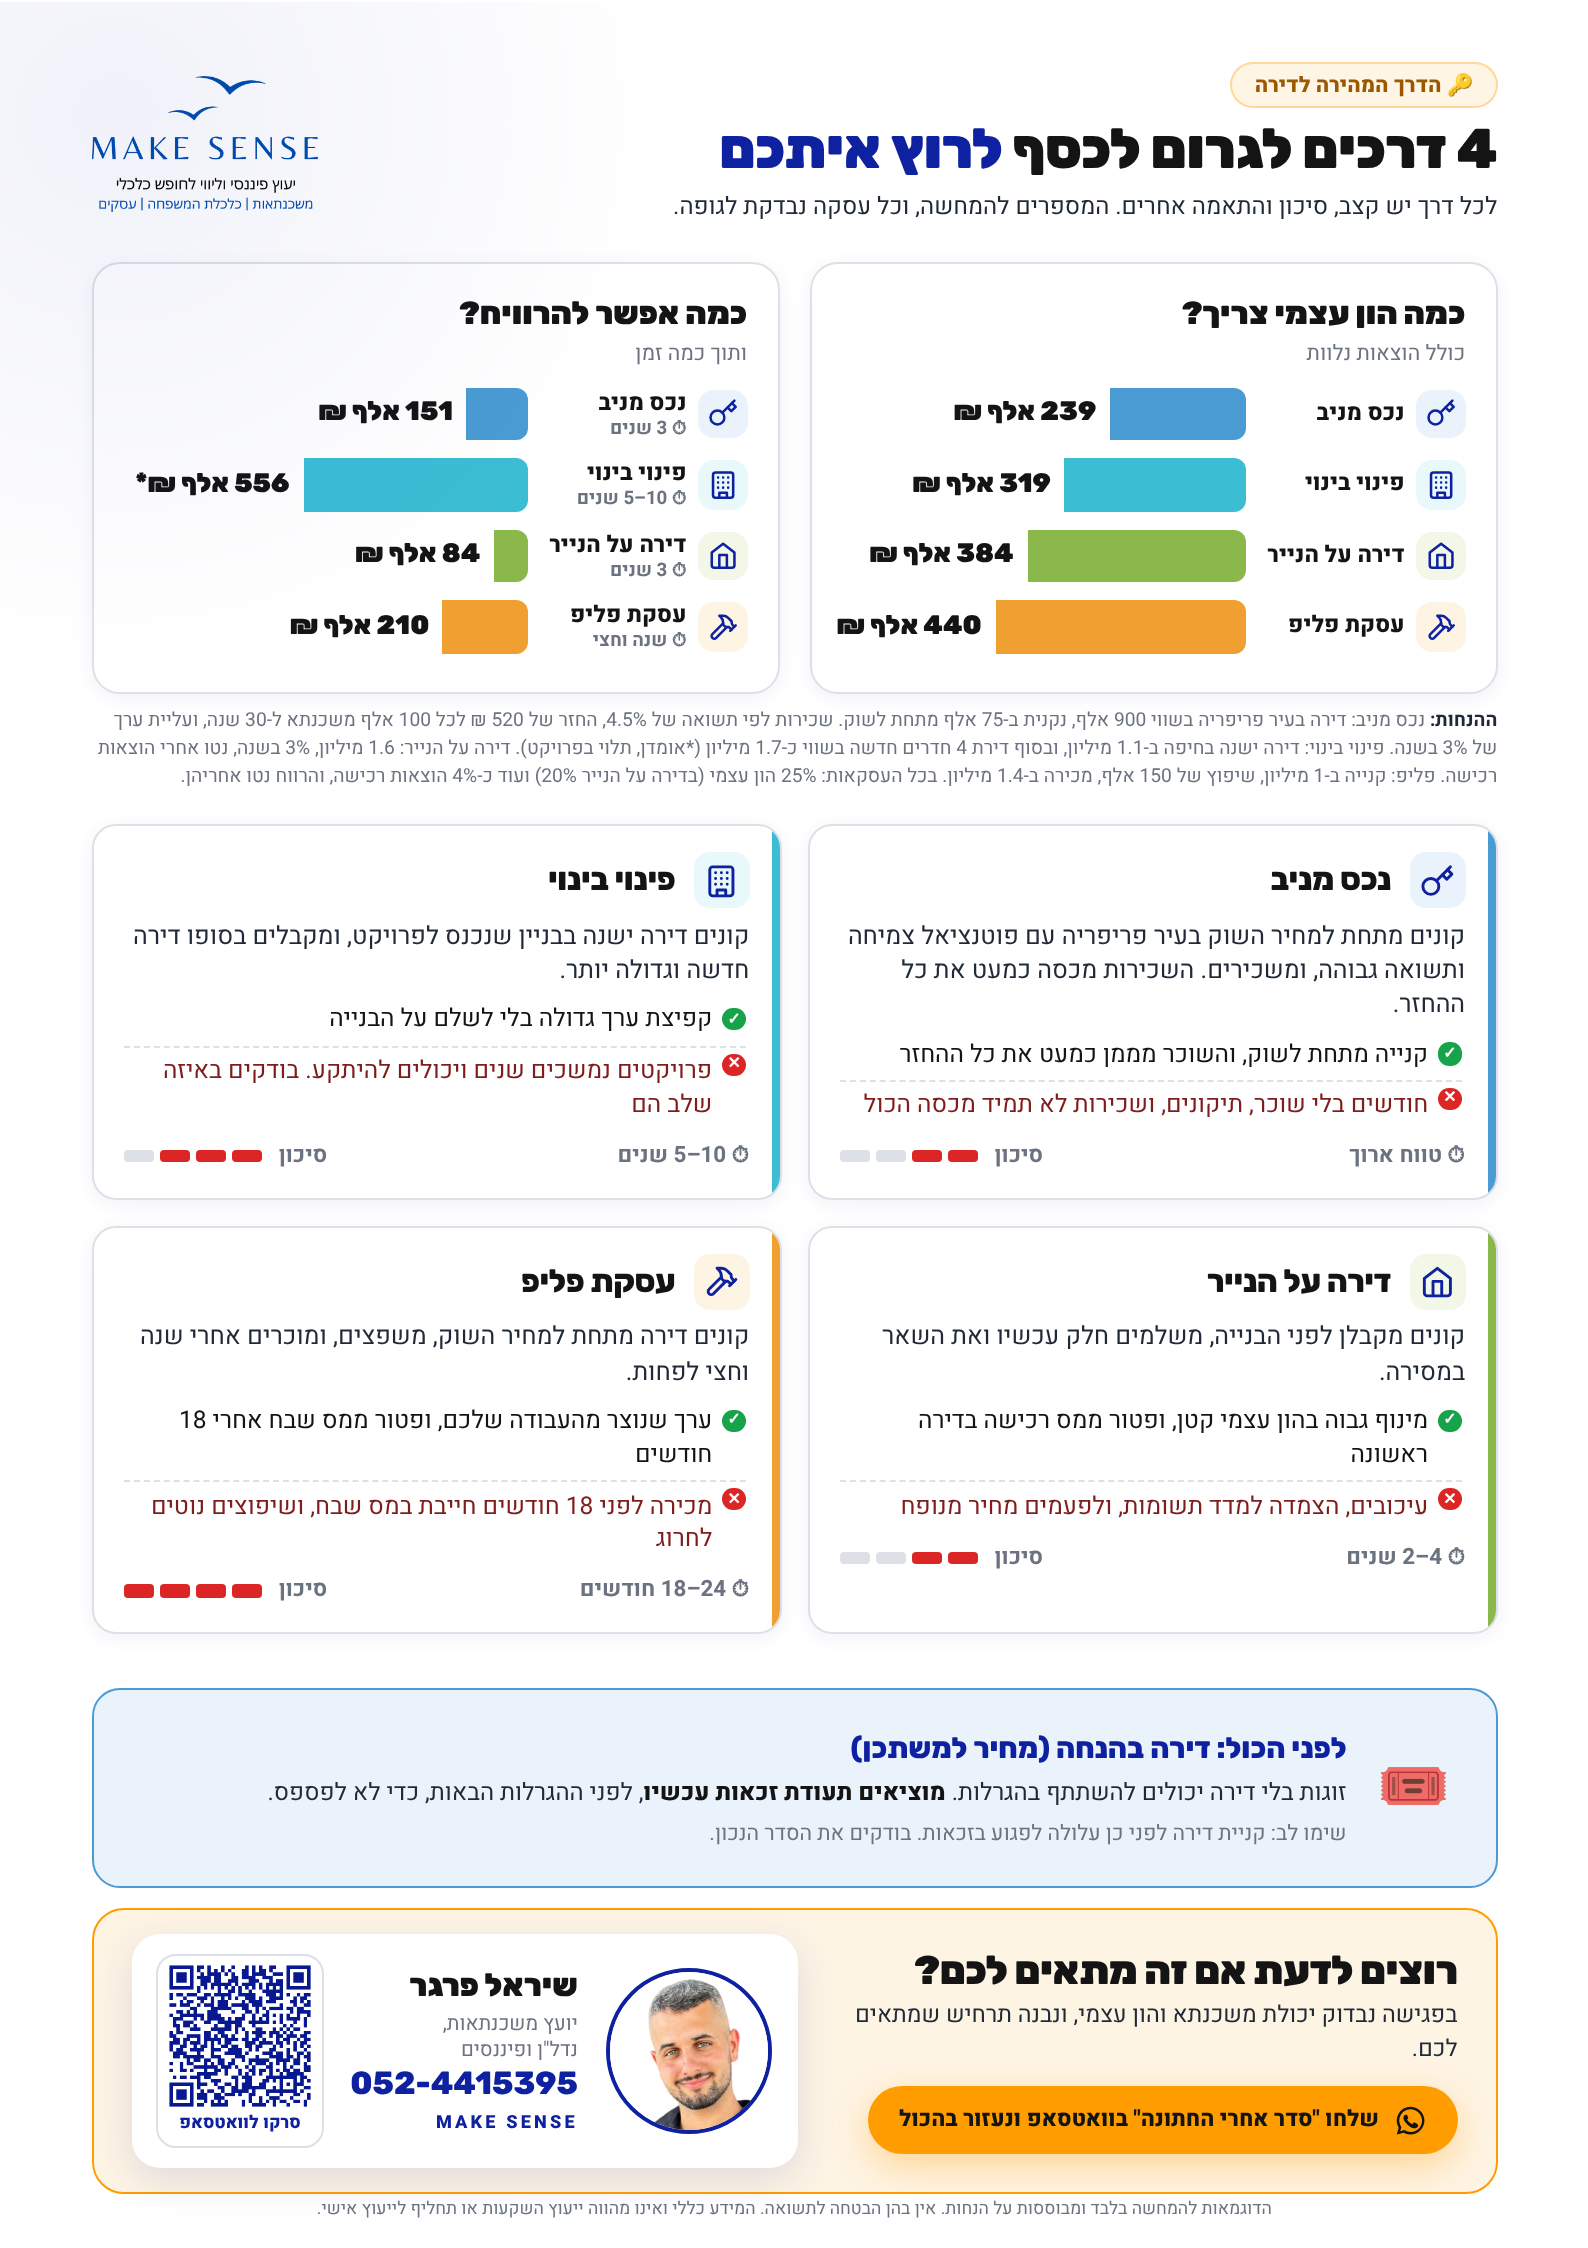 🔑 הדרך המהירה לדירה
4 דרכים לגרום לכסף לרוץ איתכם
לכל דרך יש קצב, סיכון והתאמה אחרים. המספרים להמחשה, וכל עסקה נבדקת לגופה.
MAKE SENSE
יעוץ פיננסי וליווי לחופש כלכלי
משכנתאות | כלכלת המשפחה | עסקים
כמה הון עצמי צריך?
כולל הוצאות נלוות
נכס מניב
239 אלף ₪
פינוי בינוי
319 אלף ₪
דירה על הנייר
384 אלף ₪
עסקת פליפ
440 אלף ₪
כמה אפשר להרוויח?
ותוך כמה זמן
נכס מניב
⏱ 3 שנים
151 אלף ₪
פינוי בינוי
⏱ 5–10 שנים
556 אלף ₪*
דירה על הנייר
⏱ 3 שנים
84 אלף ₪
עסקת פליפ
⏱ שנה וחצי
210 אלף ₪
ההנחות: נכס מניב: דירה בעיר פריפריה בשווי 900 אלף, נקנית ב-75 אלף מתחת לשוק. שכירות לפי תשואה של 4.5%, החזר של 520 ₪ לכל 100 אלף משכנתא ל-30 שנה, ועליית ערך
של 3% בשנה. פינוי בינוי: דירה ישנה בחיפה ב-1.1 מיליון, ובסוף דירת 4 חדרים חדשה בשווי כ-1.7 מיליון (*אומדן, תלוי בפרויקט). דירה על הנייר: 1.6 מיליון, 3% בשנה, נטו אחרי הוצאות
רכישה. פליפ: קנייה ב-1 מיליון, שיפוץ של 150 אלף, מכירה ב-1.4 מיליון. בכל העסקאות: 25% הון עצמי (בדירה על הנייר 20%) ועוד כ-4% הוצאות רכישה, והרווח נטו אחריהן.
נכס מניב
קונים מתחת למחיר השוק בעיר פריפריה עם פוטנציאל צמיחה
ותשואה גבוהה, ומשכירים. השכירות מכסה כמעט את כל
ההחזר.
קנייה מתחת לשוק, והשוכר מממן כמעט את כל ההחזר
חודשים בלי שוכר, תיקונים, ושכירות לא תמיד מכסה הכול
⏱ טווח ארוך
סיכון
פינוי בינוי
קונים דירה ישנה בבניין שנכנס לפרויקט, ומקבלים בסופו דירה
חדשה וגדולה יותר.
קפיצת ערך גדולה בלי לשלם על הבנייה
פרויקטים נמשכים שנים ויכולים להיתקע. בודקים באיזה
שלב הם
⏱ 5–10 שנים
סיכון
דירה על הנייר
קונים מקבלן לפני הבנייה, משלמים חלק עכשיו ואת השאר
במסירה.
מינוף גבוה בהון עצמי קטן, ופטור ממס רכישה בדירה
ראשונה
עיכובים, הצמדה למדד תשומות, ולפעמים מחיר מנופח
⏱ 2–4 שנים
סיכון
עסקת פליפ
קונים דירה מתחת למחיר השוק, משפצים, ומוכרים אחרי שנה
וחצי לפחות.
ערך שנוצר מהעבודה שלכם, ופטור ממס שבח אחרי 18
חודשים
מכירה לפני 18 חודשים חייבת במס שבח, ושיפוצים נוטים
לחרוג
⏱ 18–24 חודשים
סיכון
לפני הכול: דירה בהנחה (מחיר למשתכן)
זוגות בלי דירה יכולים להשתתף בהגרלות. מוציאים תעודת זכאות עכשיו, לפני ההגרלות הבאות, כדי לא לפספס.
שימו לב: קניית דירה לפני כן עלולה לפגוע בזכאות. בודקים את הסדר הנכון.
רוצים לדעת אם זה מתאים לכם?
בפגישה נבדוק יכולת משכנתא והון עצמי, ונבנה תרחיש שמתאים
לכם.
שלחו "סדר אחרי החתונה" בוואטסאפ ונעזור בהכול
שיראל פרגר
יועץ משכנתאות,
נדל"ן ופיננסים
052-4415395
MAKE SENSE
סרקו לוואטסאפ
הדוגמאות להמחשה בלבד ומבוססות על הנחות. אין בהן הבטחה לתשואה. המידע כללי ואינו מהווה ייעוץ השקעות או תחליף לייעוץ אישי.